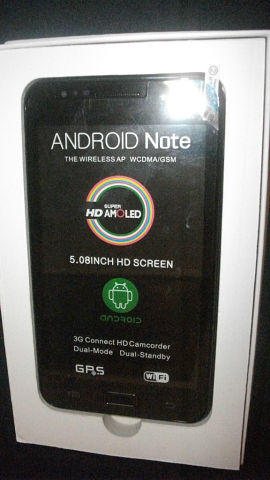 ANDROID Note
THE WIRELESS AP WCDMA/GSM
SUPER
HD AMOLED
5.08INCH HD SCREEN
ANDROID
3G Connect HD Camcorder
Dual-Mode Dual-Standby
GPS
WiFi